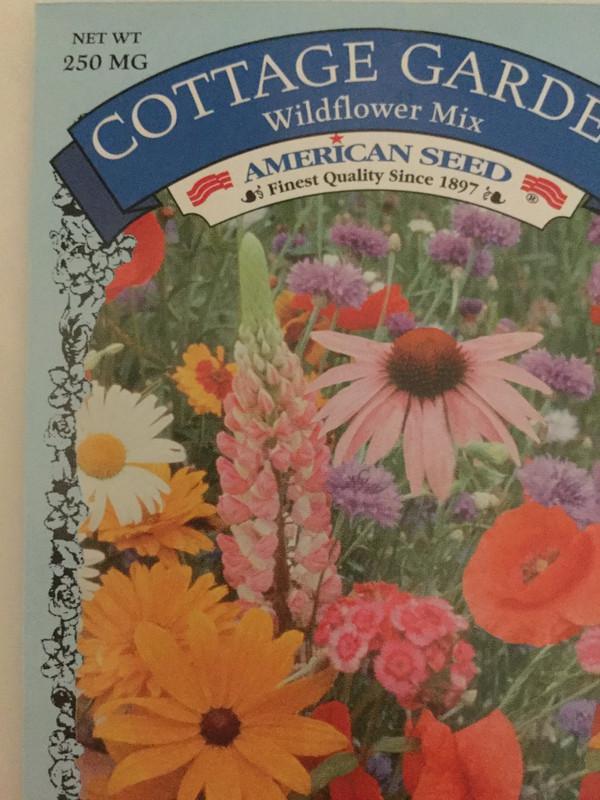 NET WT
250 MG
COTTAGE GARDE
Wildflower Mix
AMERICAN SEED
Finest Quality Since 1897
®